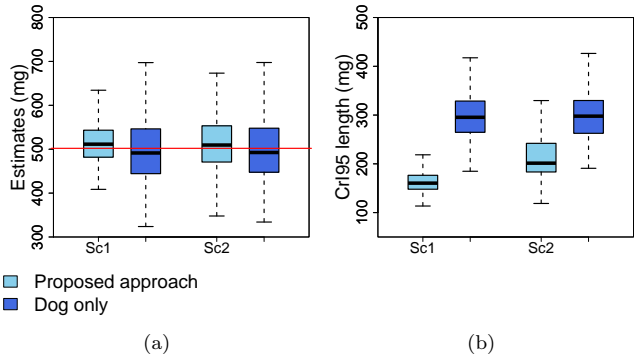 800
700
600
500
400
300
Estimates (mg)
Sc1
Sc2
500
400
300
200
100
CrI95 length (mg)
Sc1
Sc2
Proposed approach
Dog only
(a)
(b)